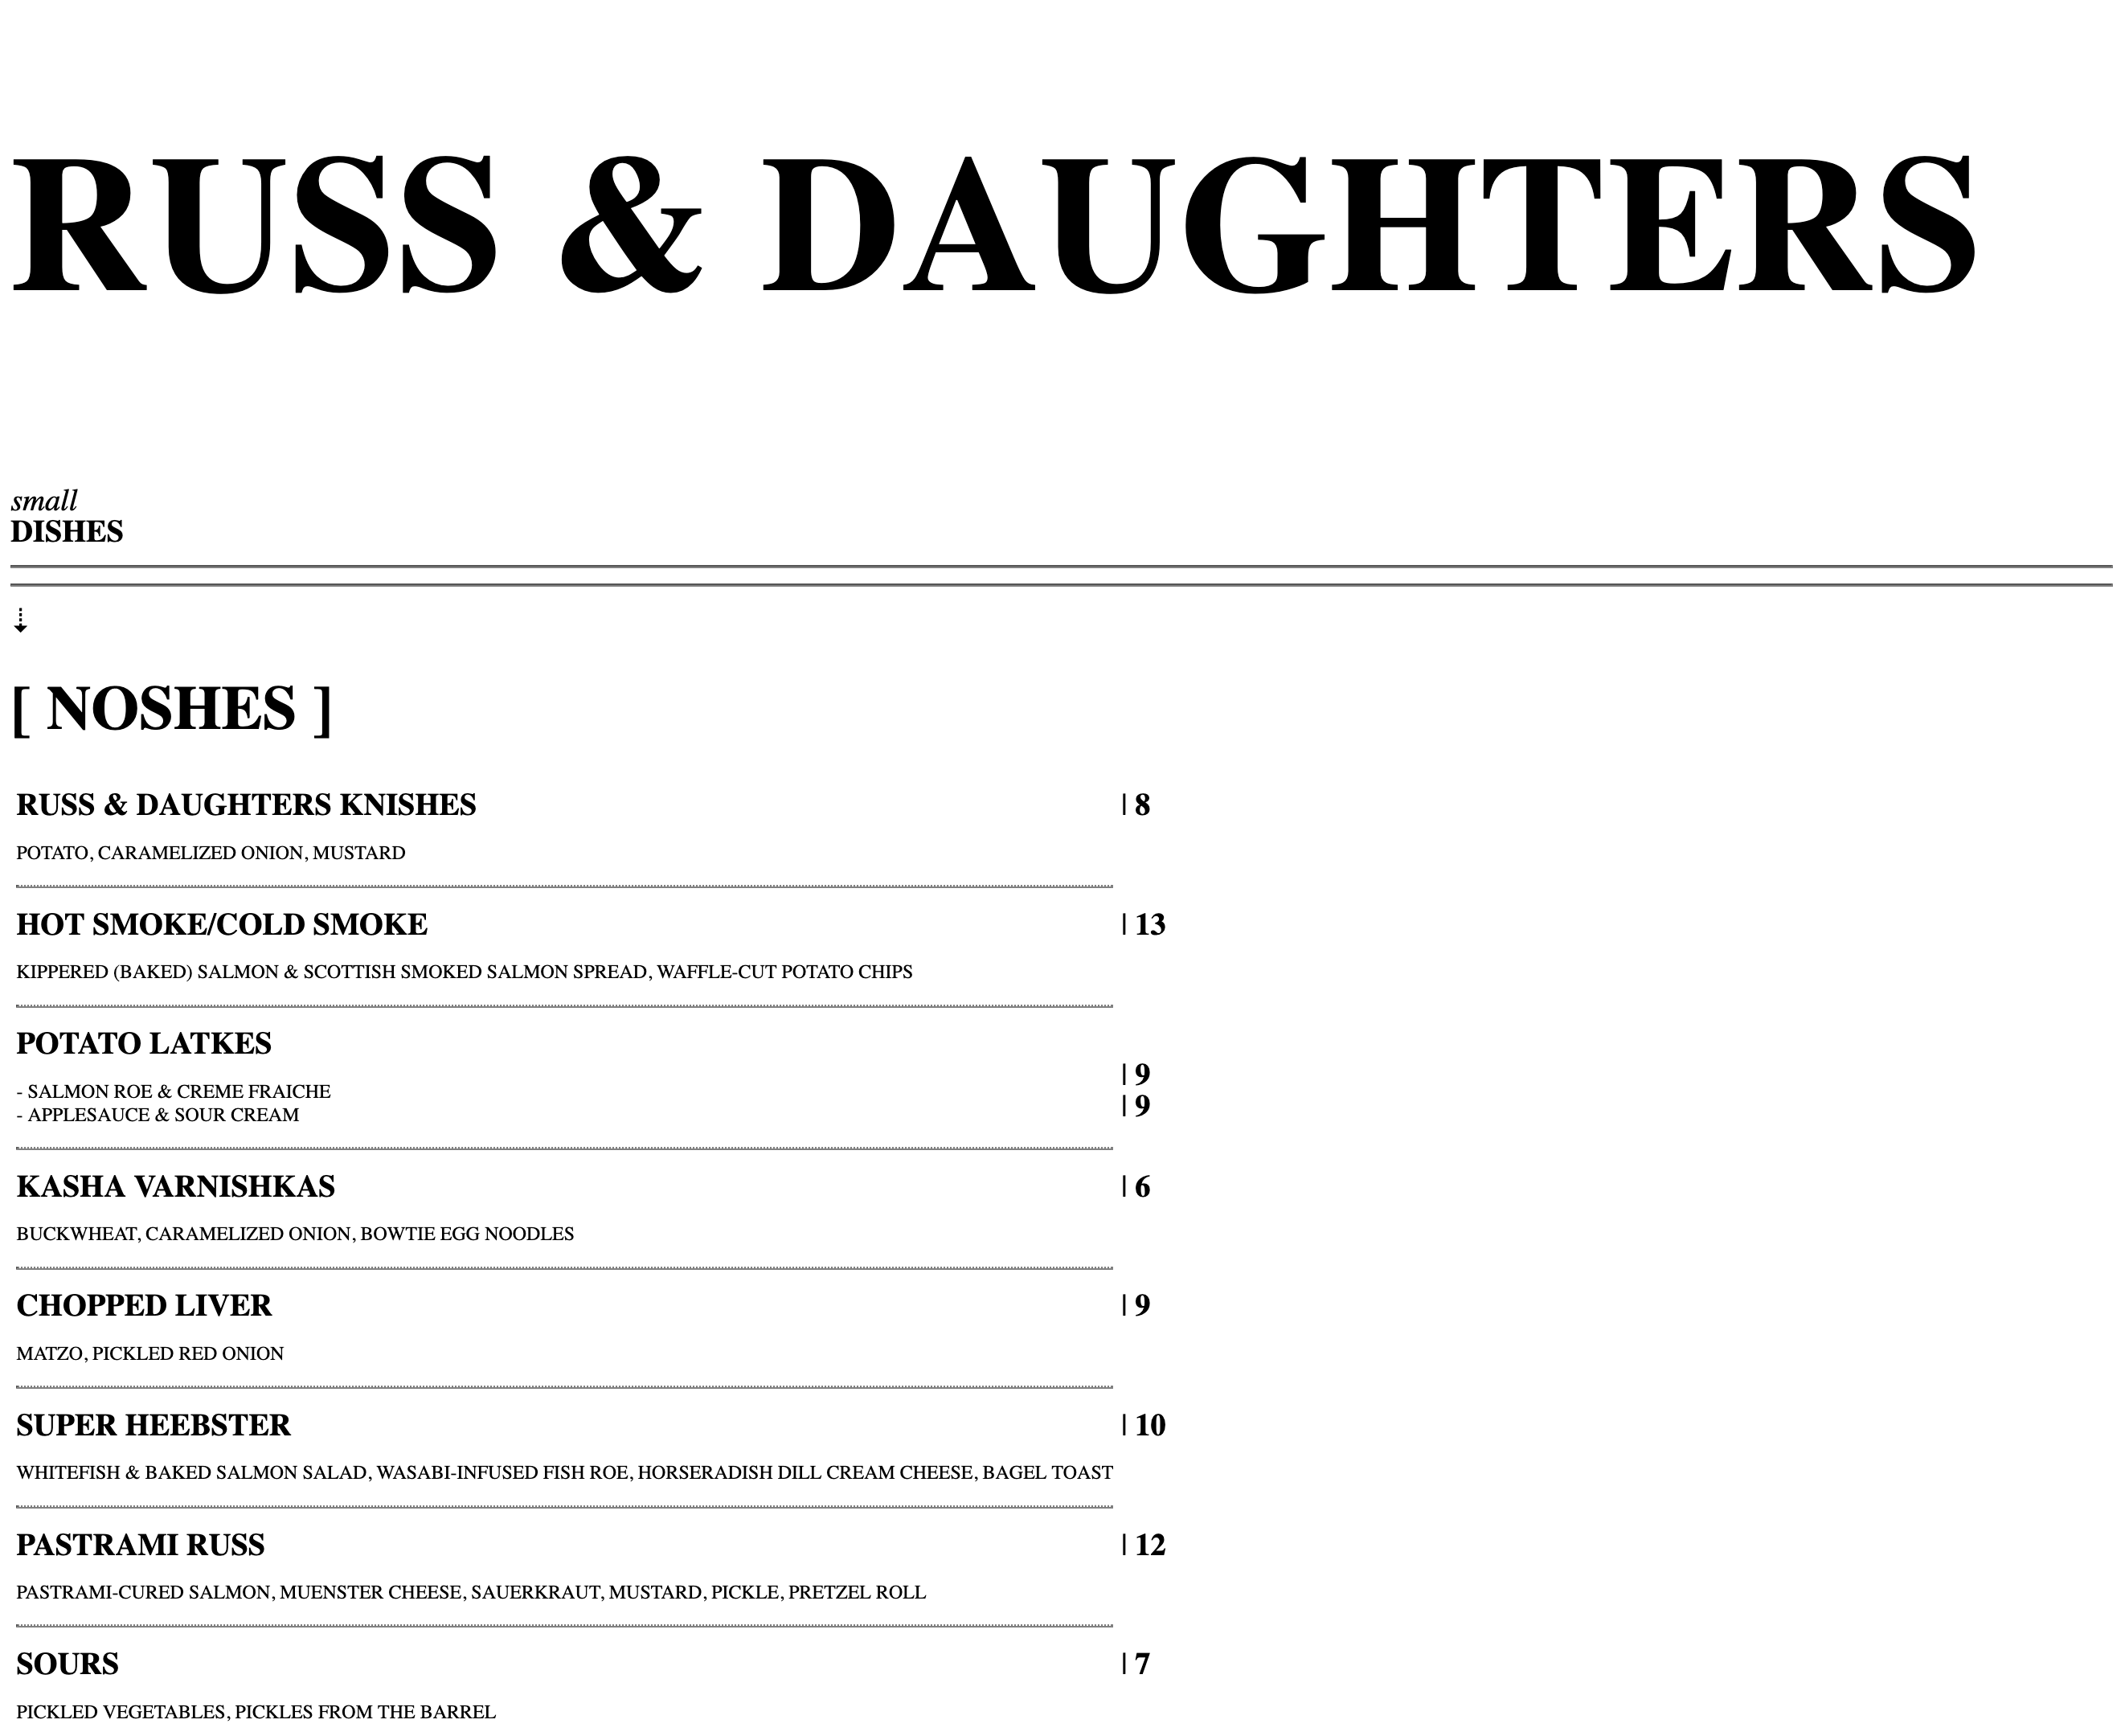 RUSS & DAUGHTERS
small
DISHES
⇣
[ NOSHES ]
RUSS & DAUGHTERS KNISHES | 8
POTATO, CARAMELIZED ONION, MUSTARD
HOT SMOKE/COLD SMOKE | 13
KIPPERED (BAKED) SALMON & SCOTTISH SMOKED SALMON SPREAD, WAFFLE-CUT POTATO CHIPS
POTATO LATKES
- SALMON ROE & CREME FRAICHE | 9
- APPLESAUCE & SOUR CREAM | 9
KASHA VARNISHKAS | 6
BUCKWHEAT, CARAMELIZED ONION, BOWTIE EGG NOODLES
CHOPPED LIVER | 9
MATZO, PICKLED RED ONION
SUPER HEEBSTER | 10
WHITEFISH & BAKED SALMON SALAD, WASABI-INFUSED FISH ROE, HORSERADISH DILL CREAM CHEESE, BAGEL TOAST
PASTRAMI RUSS | 12
PASTRAMI-CURED SALMON, MUENSTER CHEESE, SAUERKRAUT, MUSTARD, PICKLE, PRETZEL ROLL
SOURS | 7
PICKLED VEGETABLES, PICKLES FROM THE BARREL